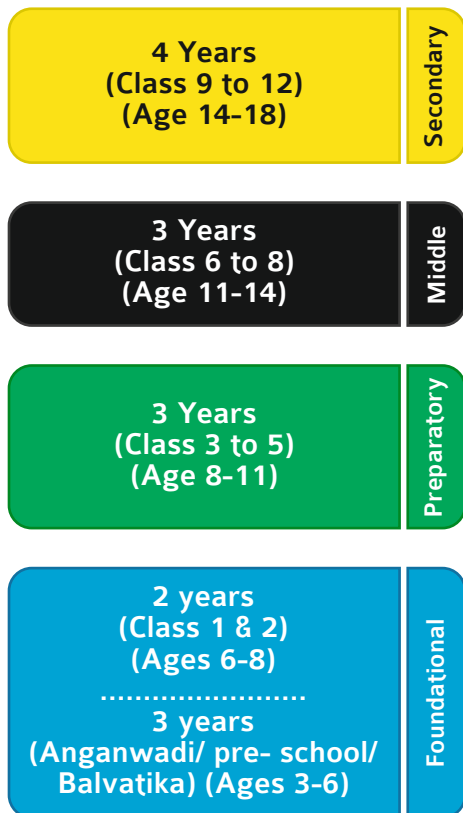 4 Years
(Class 9 to 12)
(Age 14-18)
Secondary
3 Years
(Class 6 to 8)
(Age 11-14)
Middle
3 Years
(Class 3 to 5)
(Age 8-11)
Preparatory
2 years
(Class 1 & 2)
(Ages 6-8)
........................
3 years
(Anganwadi/ pre- school/
Balvatika) (Ages 3-6)
Foundational